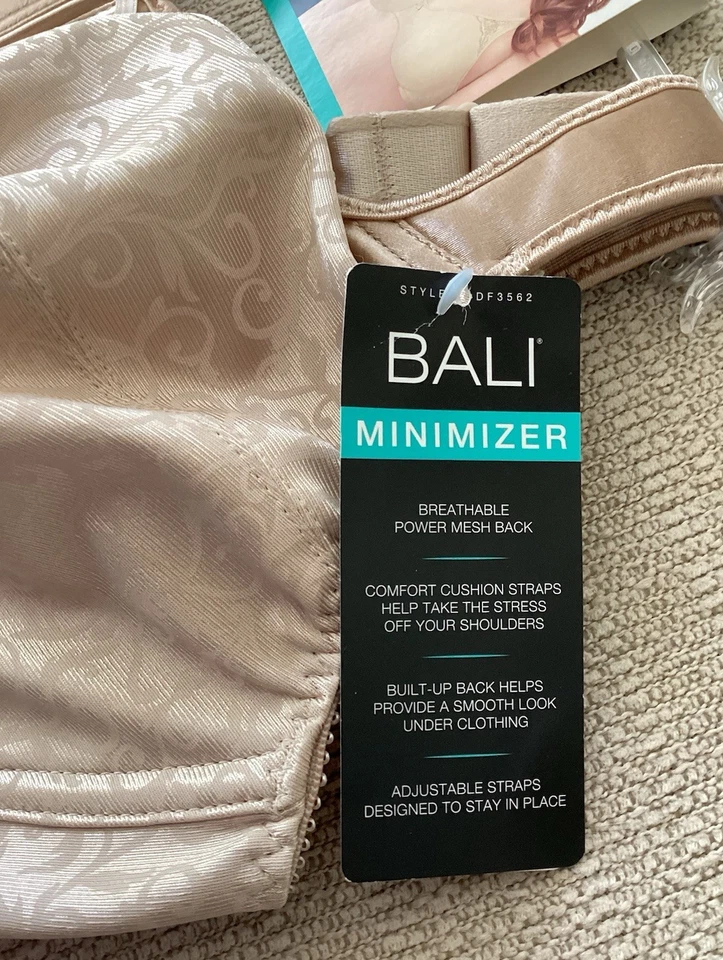 STYLE DF3562
BALI®
MINIMIZER
BREATHABLE
POWER MESH BACK
COMFORT CUSHION STRAPS
HELP TAKE THE STRESS
OFF YOUR SHOULDERS
BUILT-UP BACK HELPS
PROVIDE A SMOOTH LOOK
UNDER CLOTHING
ADJUSTABLE STRAPS
DESIGNED TO STAY IN PLACE